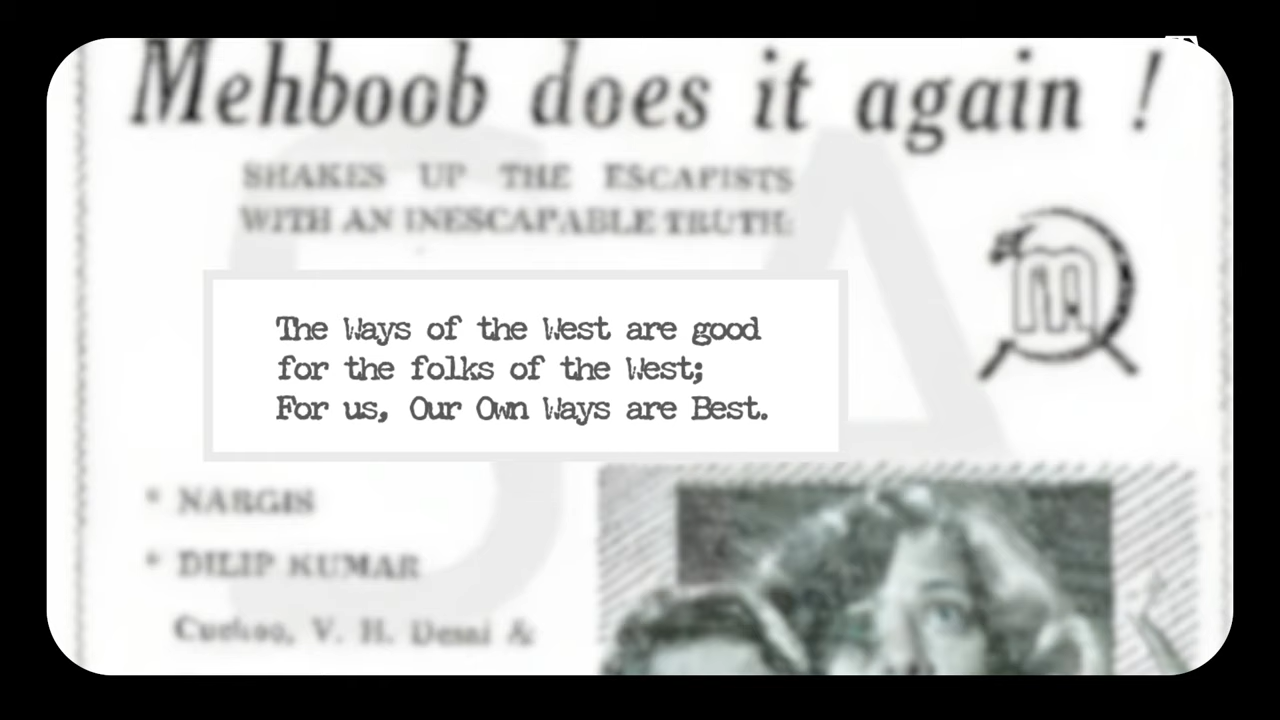 Mehboob does it again !
SHAKES UP THE ESCAPISTS
WITH AN INESCAPABLE TRUTH:
The Ways of the West are good
for the folks of the West;
For us, Our Own Ways are Best.
* NARGIS
* DILIP KUMAR
Cuckoo, V. H. Desai &